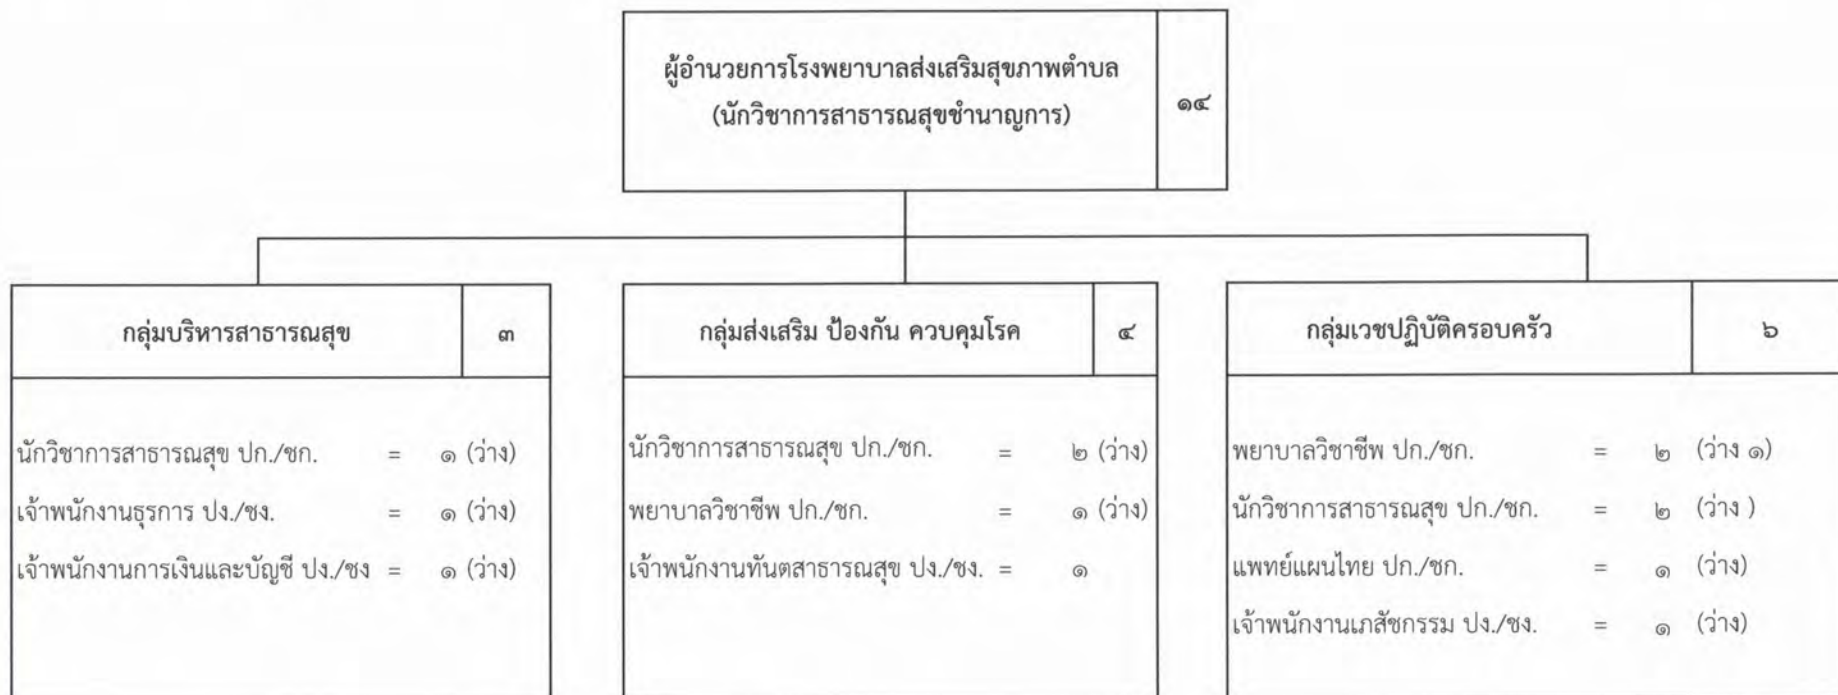 ผู้อำนวยการโรงพยาบาลส่งเสริมสุขภาพตำบล
(นักวิชาการสาธารณสุขชำนาญการ)
๑๔
กลุ่มบริหารสาธารณสุข ๓
นักวิชาการสาธารณสุข ปก./ชก. = ๑ (ว่าง)
เจ้าพนักงานธุรการ ปง./ชง. = ๑ (ว่าง)
เจ้าพนักงานการเงินและบัญชี ปง./ชง = ๑ (ว่าง)
กลุ่มส่งเสริม ป้องกัน ควบคุมโรค ๔
นักวิชาการสาธารณสุข ปก./ชก. = ๒ (ว่าง)
พยาบาลวิชาชีพ ปก./ชก. = ๑ (ว่าง)
เจ้าพนักงานทันตสาธารณสุข ปง./ชง. = ๑
กลุ่มเวชปฏิบัติครอบครัว ๖
พยาบาลวิชาชีพ ปก./ชก. = ๒ (ว่าง ๑)
นักวิชาการสาธารณสุข ปก./ชก. = ๒ (ว่าง )
แพทย์แผนไทย ปก./ชก. = ๑ (ว่าง)
เจ้าพนักงานเภสัชกรรม ปง./ชง. = ๑ (ว่าง)